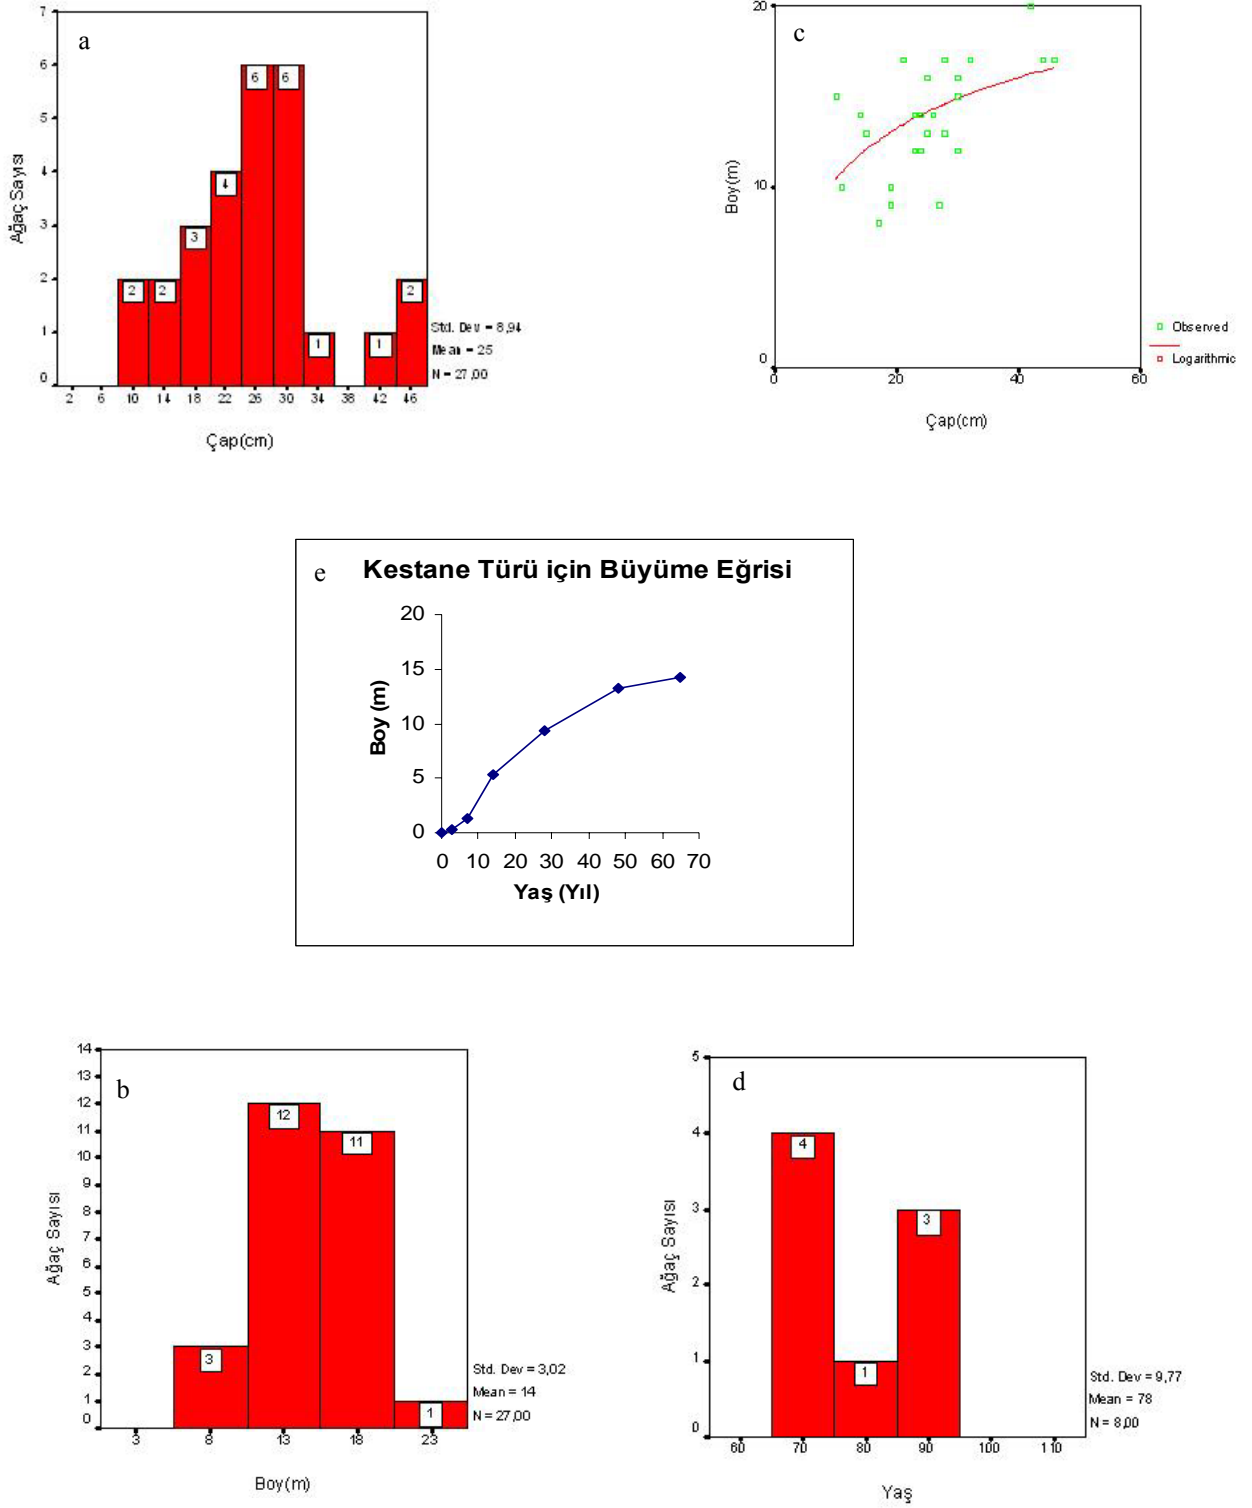 a
7
6
5
4
3
2
1
0
Ağaç Sayısı
2
2
3
4
6
6
1
1
2
2 6 10 14 18 22 26 30 34 38 42 46
Çap(cm)
Std. Dev = 8,94
Mean = 25
N = 27,00
c
20
10
0
Boy(m)
0 20 40 60
Çap(cm)
Observed
Logarithmic
e
Kestane Türü için Büyüme Eğrisi
20
15
10
5
0
Boy (m)
0 10 20 30 40 50 60 70
Yaş (Yıl)
b
14
13
12
11
10
9
8
7
6
5
4
3
2
1
0
Ağaç Sayısı
3
12
11
1
3 8 13 18 23
Boy(m)
Std. Dev = 3,02
Mean = 14
N = 27,00
d
5
4
3
2
1
0
Ağaç Sayısı
4
1
3
60 70 80 90 100 110
Yaş
Std. Dev = 9,77
Mean = 78
N = 8,00